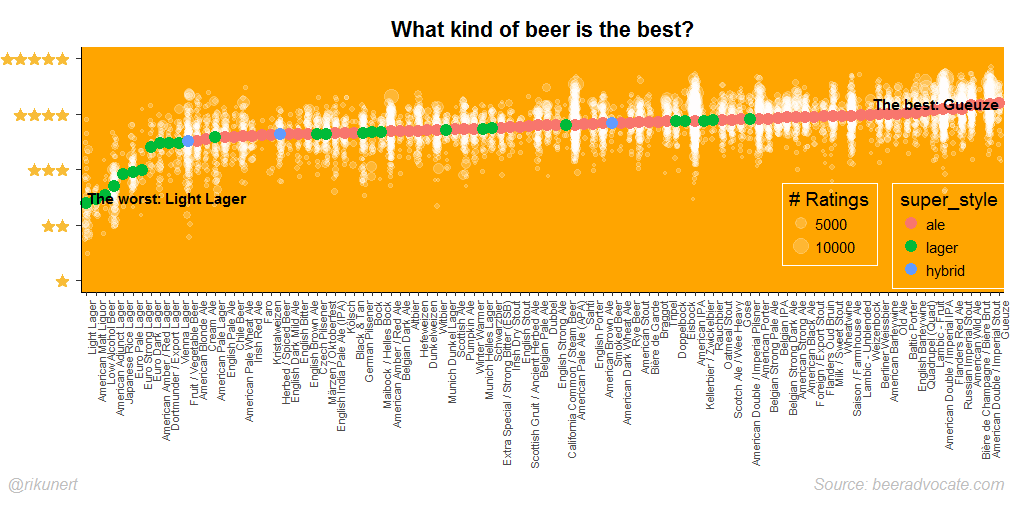 What kind of beer is the best?
The best: Gueuze
The worst: Light Lager
# Ratings
5000
10000
super_style
ale
lager
hybrid
Light Lager
American Malt Liquor
Low Alcohol Beer
American Adjunct Lager
Japanese Rice Lager
Euro Pale Lager
Euro Strong Lager
Euro Dark Lager
American Amber / Red Lager
Dortmunder / Export Lager
Vienna Lager
Fruit / Vegetable Beer
American Blonde Ale
Cream Ale
American Pale Lager
English Pale Ale
Chile Beer
American Pale Wheat Ale
Irish Red Ale
Faro
Kristalweizen
Herbed / Spiced Beer
English Dark Mild Ale
English Bitter
English Brown Ale
Czech Pilsener
Märzen / Oktoberfest
English India Pale Ale (IPA)
Kölsch
Black & Tan
German Pilsener
Bock
Maibock / Helles Bock
American Amber / Red Ale
Belgian Dark Ale
Altbier
Hefeweizen
Dunkelweizen
Witbier
Munich Dunkel Lager
Scottish Ale
Pumpkin Ale
Winter Warmer
Munich Helles Lager
Schwarzbier
Extra Special / Strong Bitter (ESB)
Irish Dry Stout
English Stout
Scottish Gruit / Ancient Herbed Ale
Belgian Pale Ale
Dubbel
English Strong Ale
California Common / Steam Beer
American Pale Ale (APA)
Sahti
English Porter
American Brown Ale
Smoked Beer
American Dark Wheat Ale
Rye Beer
American Stout
Bière de Garde
Braggot
Tripel
Doppelbock
Eisbock
American IPA
Kellerbier / Zwickelbier
Rauchbier
Oatmeal Stout
Scotch Ale / Wee Heavy
Gose
American Double / Imperial Pilsner
American Porter
Belgian Strong Pale Ale
Belgian IPA
Belgian Strong Dark Ale
American Strong Ale
American Black Ale
Foreign / Export Stout
Flanders Oud Bruin
Milk / Sweet Stout
Wheatwine
Saison / Farmhouse Ale
Lambic - Unblended
Weizenbock
Berliner Weissbier
American Barleywine
Old Ale
Baltic Porter
English Barleywine
Quadrupel (Quad)
Lambic - Fruit
American Double / Imperial IPA
Flanders Red Ale
Russian Imperial Stout
American Wild Ale
Bière de Champagne / Bière Brut
American Double / Imperial Stout
Gueuze
@rikunert
Source: beeradvocate.com